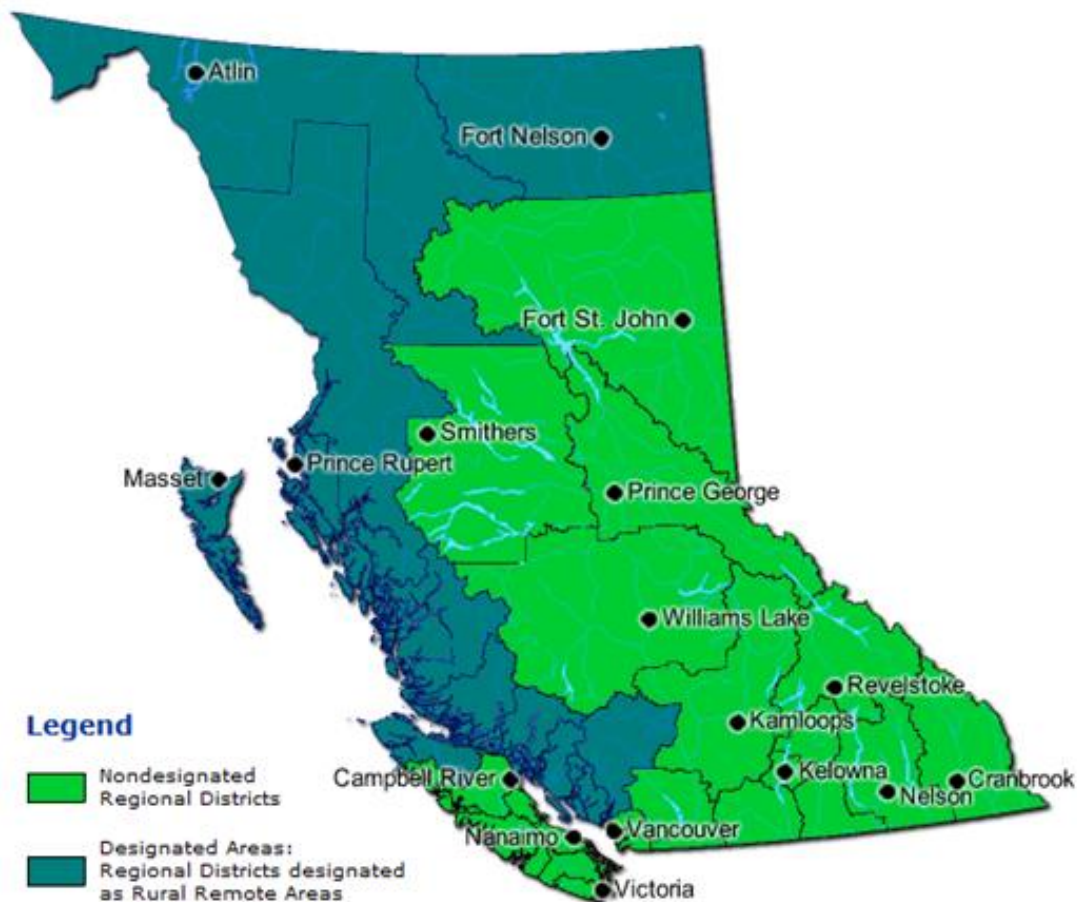 Atlin
Fort Nelson
Fort St. John
Smithers
Prince Rupert
Masset
Prince George
Williams Lake
Revelstoke
Kamloops
Legend
Nondesignated
Regional Districts
Campbell River
Kelowna
Cranbrook
Nelson
Nanaimo
Vancouver
Designated Areas:
Regional Districts designated
as Rural Remote Areas
Victoria